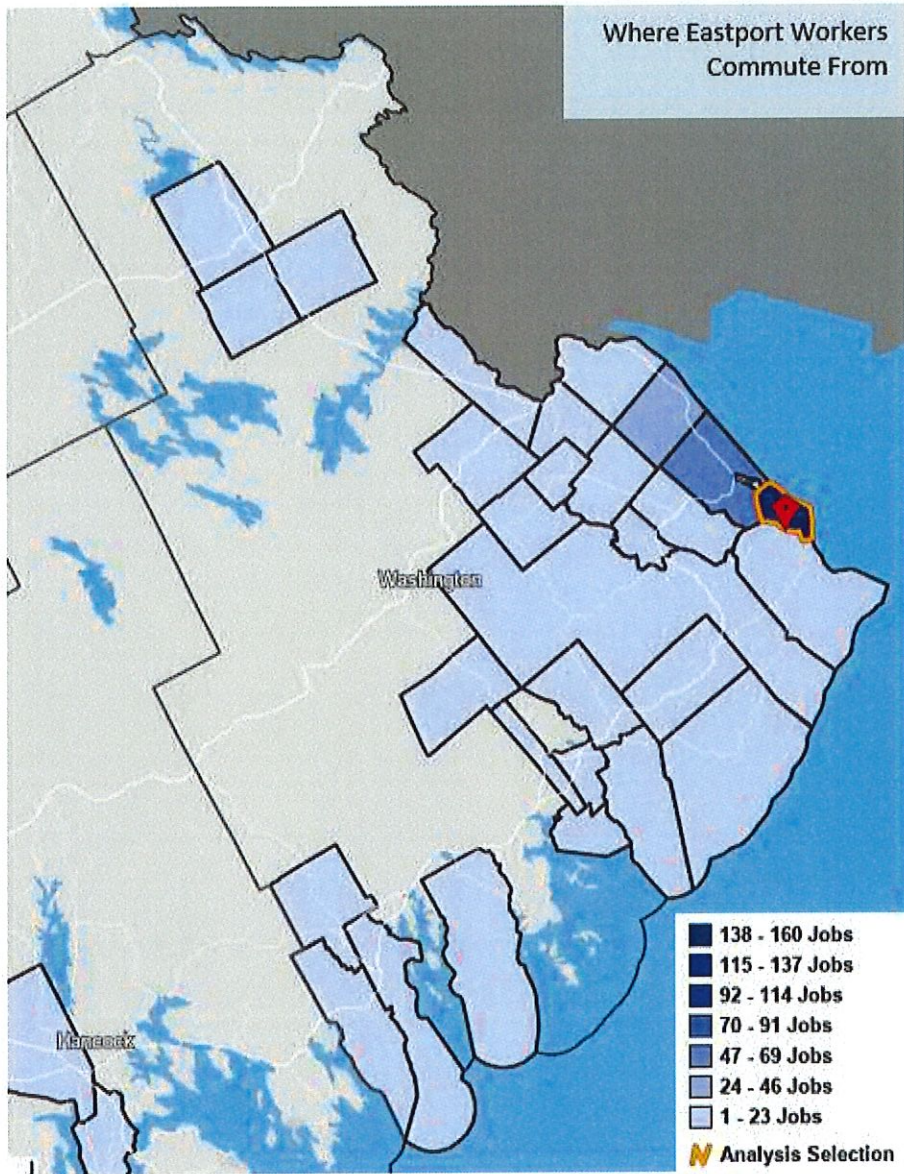 Where Eastport Workers
Commute From
Washington
Hancock
138 - 160 Jobs
115 - 137 Jobs
92 - 114 Jobs
70 - 91 Jobs
47 - 69 Jobs
24 - 46 Jobs
1 - 23 Jobs
Analysis Selection